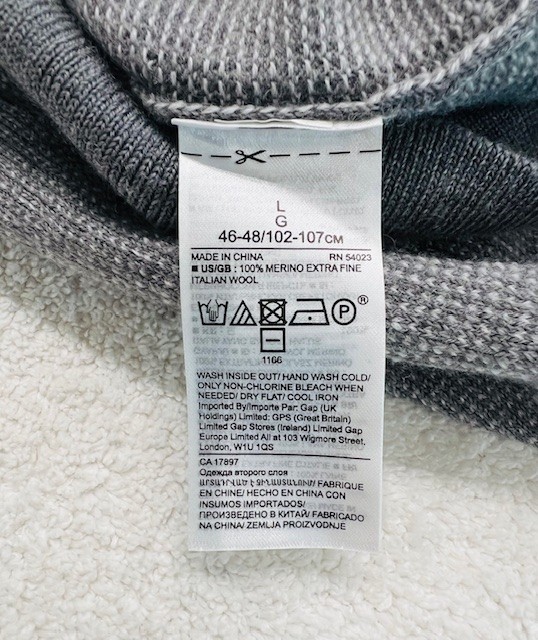 L
G
46-48/102-107CM
MADE IN CHINA RN 54023
■ US/GB : 100% MERINO EXTRA FINE
ITALIAN WOOL
P ®
1166
WASH INSIDE OUT/ HAND WASH COLD/
ONLY NON-CHLORINE BLEACH WHEN
NEEDED/ DRY FLAT/ COOL IRON
Imported By/Importe Par: Gap (UK
Holdings) Limited: GPS (Great Britain)
Limited Gap Stores (Ireland) Limited Gap
Europe Limited All at 103 Wigmore Street,
London, W1U 1QS
CA 17897
Одежда второго слоя
FABRIQUE
EN CHINE/ HECHO EN CHINA CON
INSUMOS IMPORTADOS/
ПРОИЗВЕДЕНО В КИТАЙ/ FABRICADO
NA CHINA/ ZEMLJA PROIZVODNJE